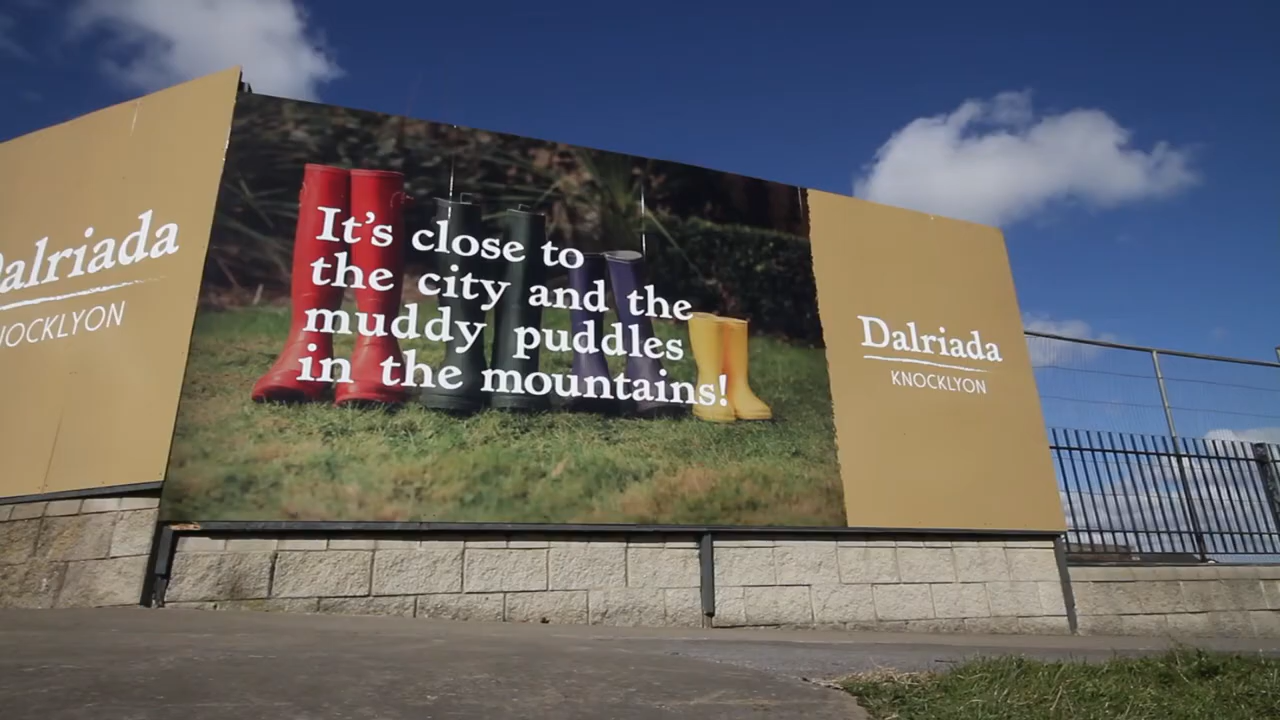 Dalriada
KNOCKLYON
It's close to
the city and the
muddy puddles
in the mountains!
Dalriada
KNOCKLYON